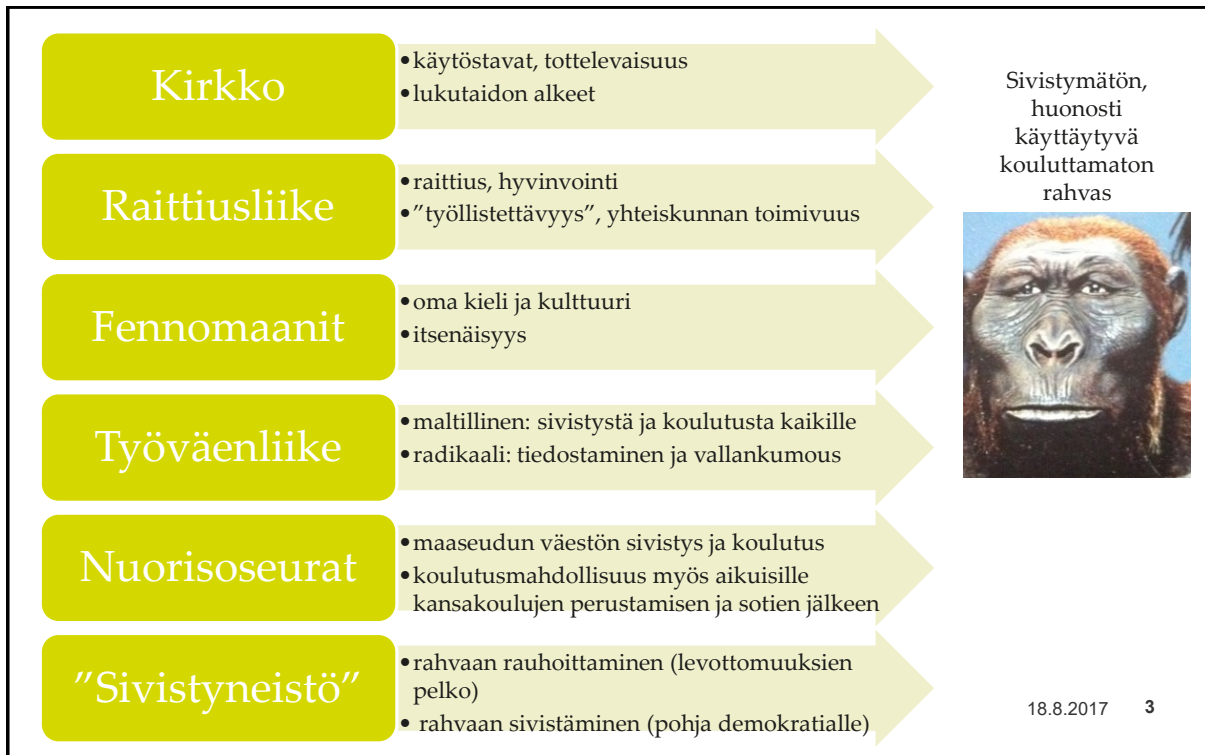 Kirkko
•käytöstavat, tottelevaisuus
•lukutaidon alkeet
Raittiusliike
•raittius, hyvinvointi
•”työllistettävyys”, yhteiskunnan toimivuus
Fennomaanit
•oma kieli ja kulttuuri
•itsenäisyys
Työväenliike
•maltillinen: sivistystä ja koulutusta kaikille
•radikaali: tiedostaminen ja vallankumous
Nuorisoseurat
•maaseudun väestön sivistys ja koulutus
•koulutusmahdollisuus myös aikuisille
kansakoulujen perustamisen ja sotien jälkeen
”Sivistyneistö”
•rahvaan rauhoittaminen (levottomuuksien
pelko)
• rahvaan sivistäminen (pohja demokratialle)
Sivistymätön,
huonosti
käyttäytyvä
kouluttamaton
rahvas
18.8.2017 3